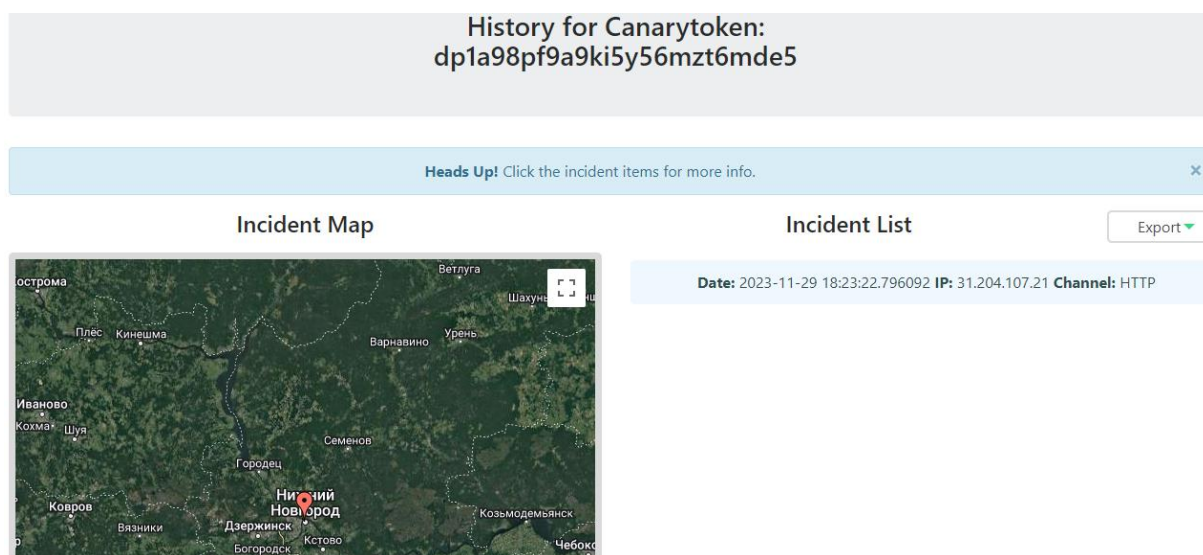 History for Canarytoken:
dp1a98pf9a9ki5y56mzt6mde5
Heads Up! Click the incident items for more info.
×
Incident Map
Incident List
Export
Date: 2023-11-29 18:23:22.796092 IP: 31.204.107.21 Channel: HTTP
Ветлуга
Плёс
Кинешма
Варнавино
Урень
Иваново
Кохма
Шуя
Семенов
Городец
Нижний
Новгород
Ковров
Вязники
Дзержинск
Козьмодемьянск
Богородск
Кстово